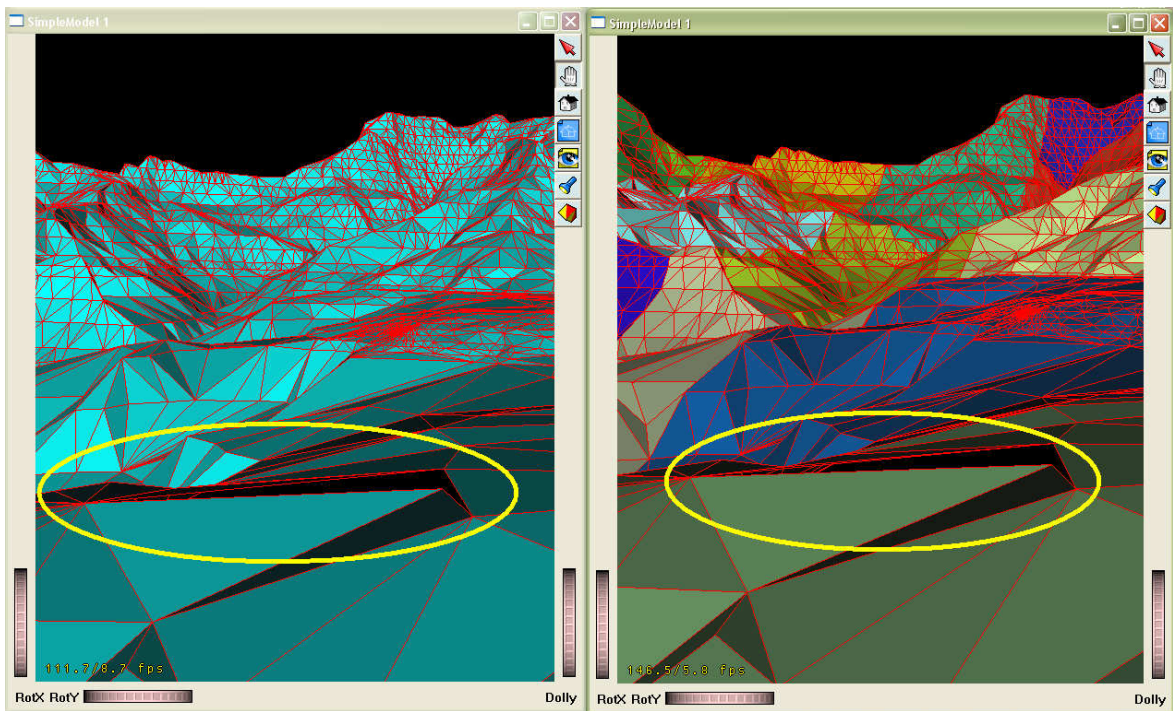 SimpleModel 1
111.7/8.7 fps
RotX RotY
Dolly
SimpleModel 1
146.5/5.8 fps
RotX RotY
Dolly